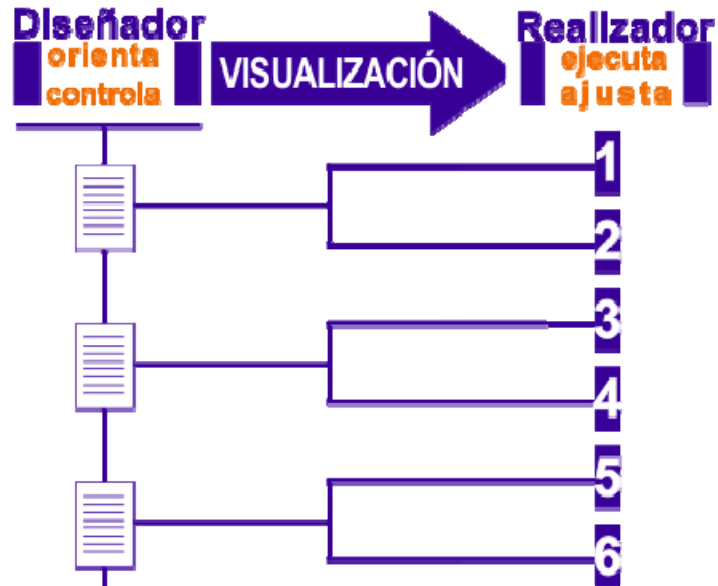 Diseñador
orienta
controla
VISUALIZACIÓN
Realizador
ejecuta
ajusta
1
2
3
4
5
6